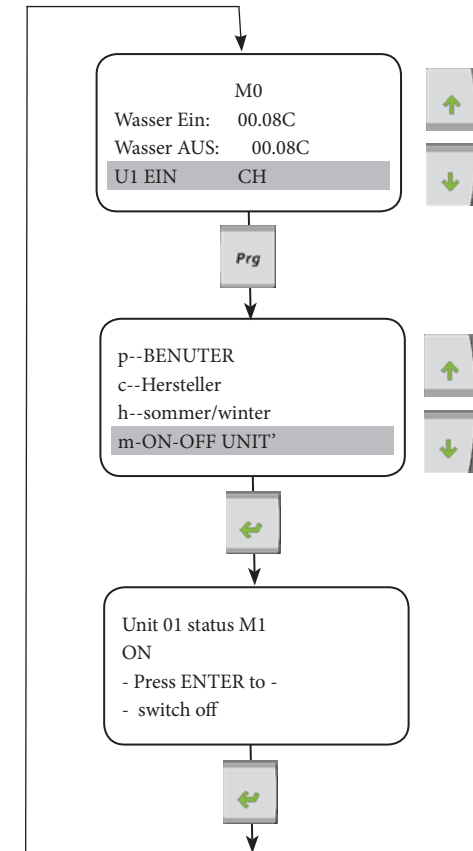 M0
Wasser Ein: 00.08C
Wasser AUS: 00.08C
U1 EIN CH
Prg
p--BENUTER
c--Hersteller
h--sommer/winter
m-ON-OFF UNIT’
Unit 01 status M1
ON
- Press ENTER to -
- switch off